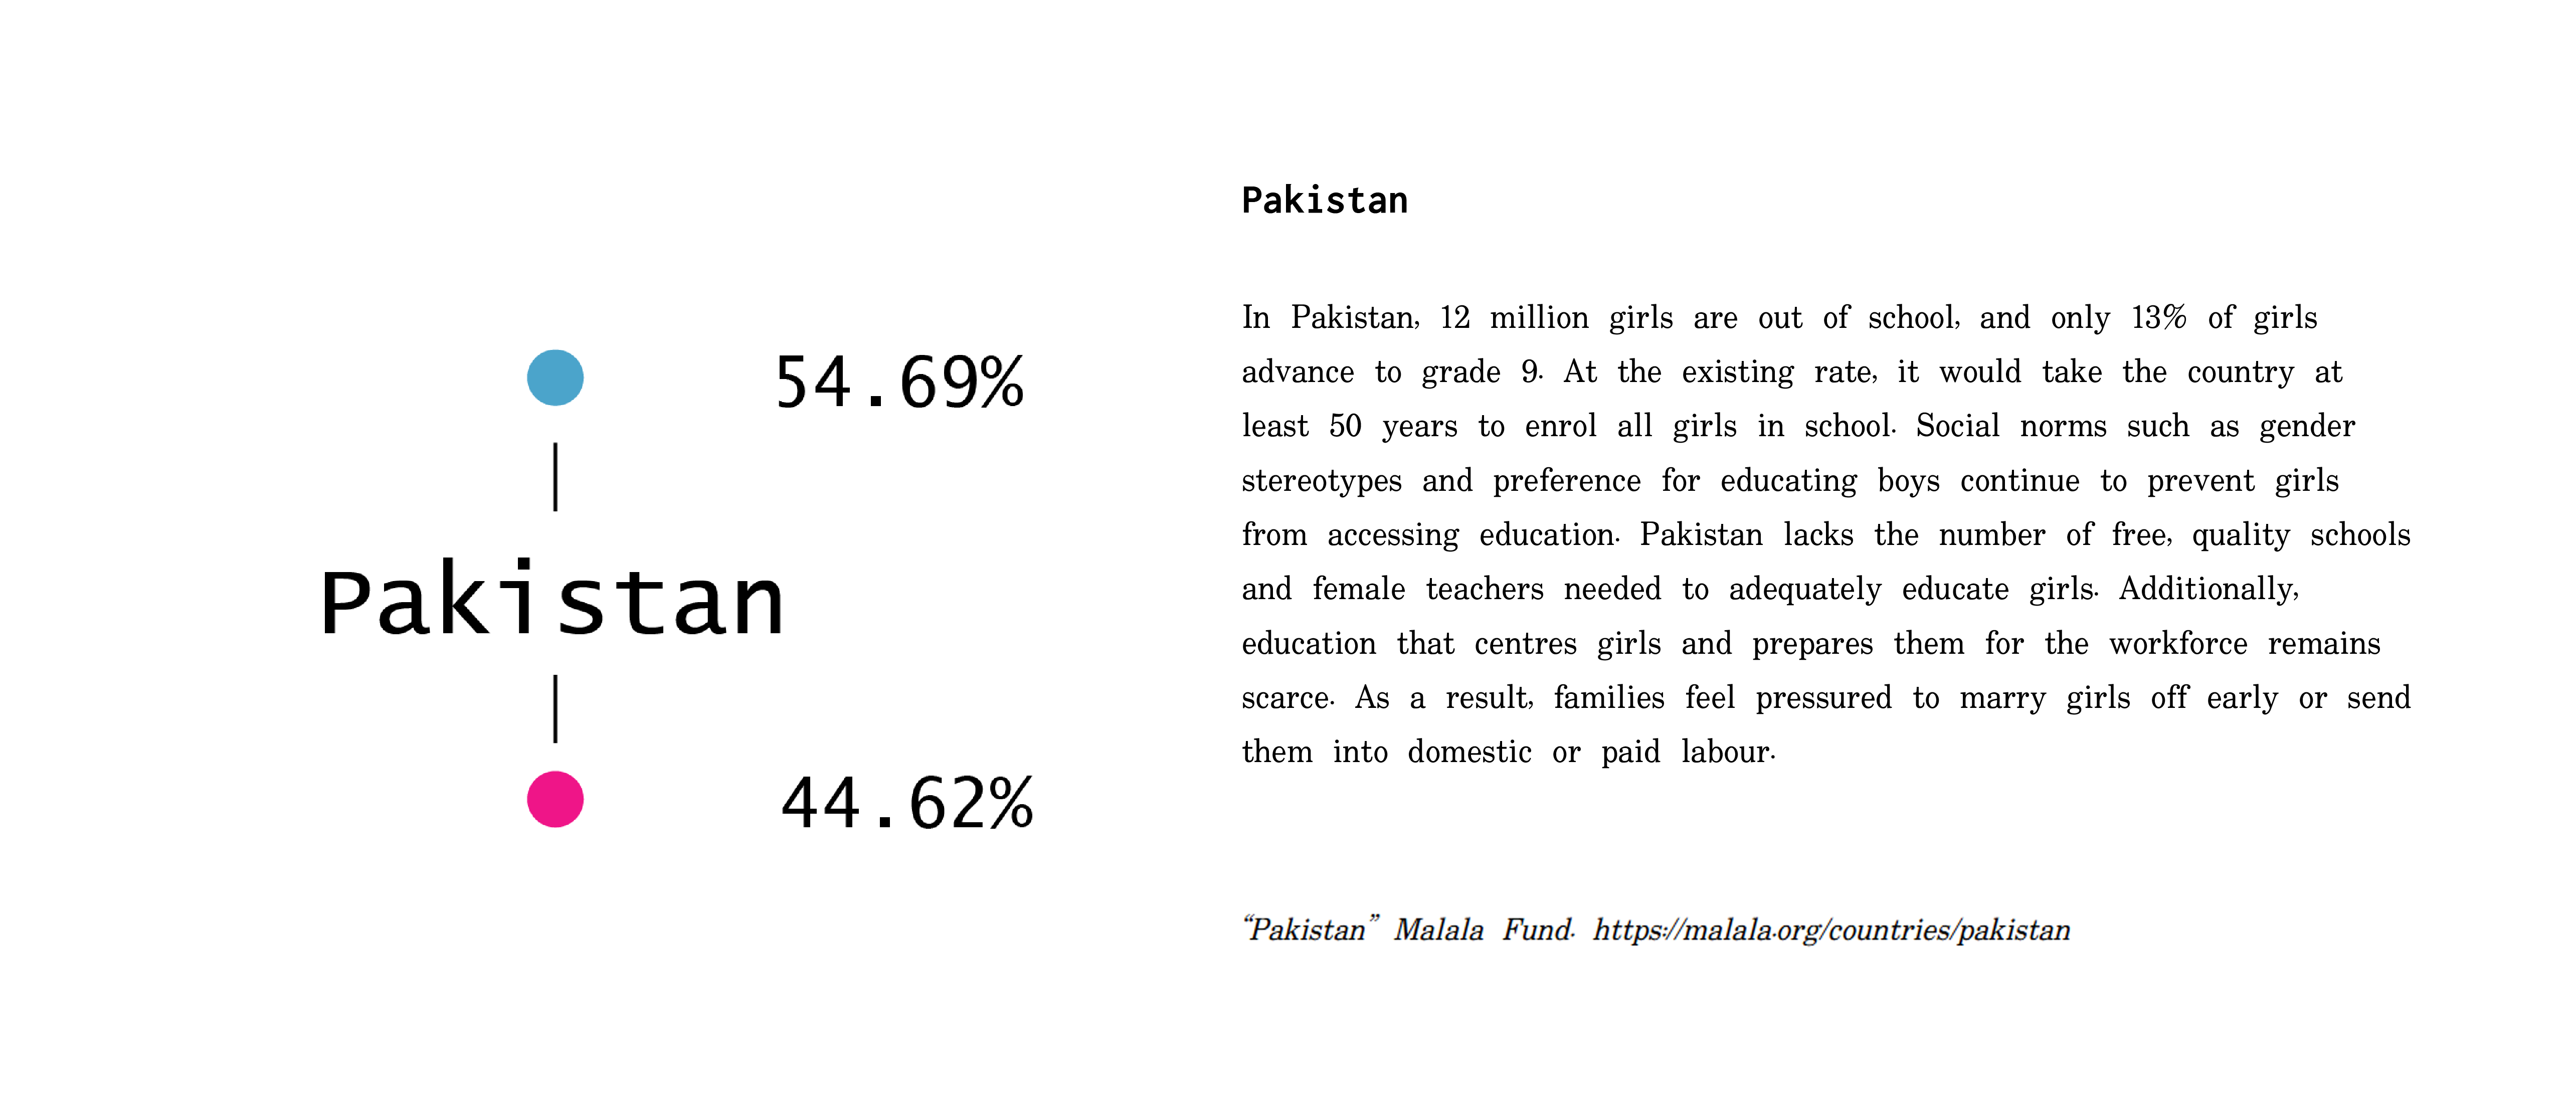 54.69%
Pakistan
44.62%
Pakistan
In Pakistan, 12 million girls are out of school, and only 13% of girls
advance to grade 9. At the existing rate, it would take the country at
least 50 years to enrol all girls in school. Social norms such as gender
stereotypes and preference for educating boys continue to prevent girls
from accessing education. Pakistan lacks the number of free, quality schools
and female teachers needed to adequately educate girls. Additionally,
education that centres girls and prepares them for the workforce remains
scarce. As a result, families feel pressured to marry girls off early or send
them into domestic or paid labour.
“Pakistan” Malala Fund. https://malala.org/countries/pakistan